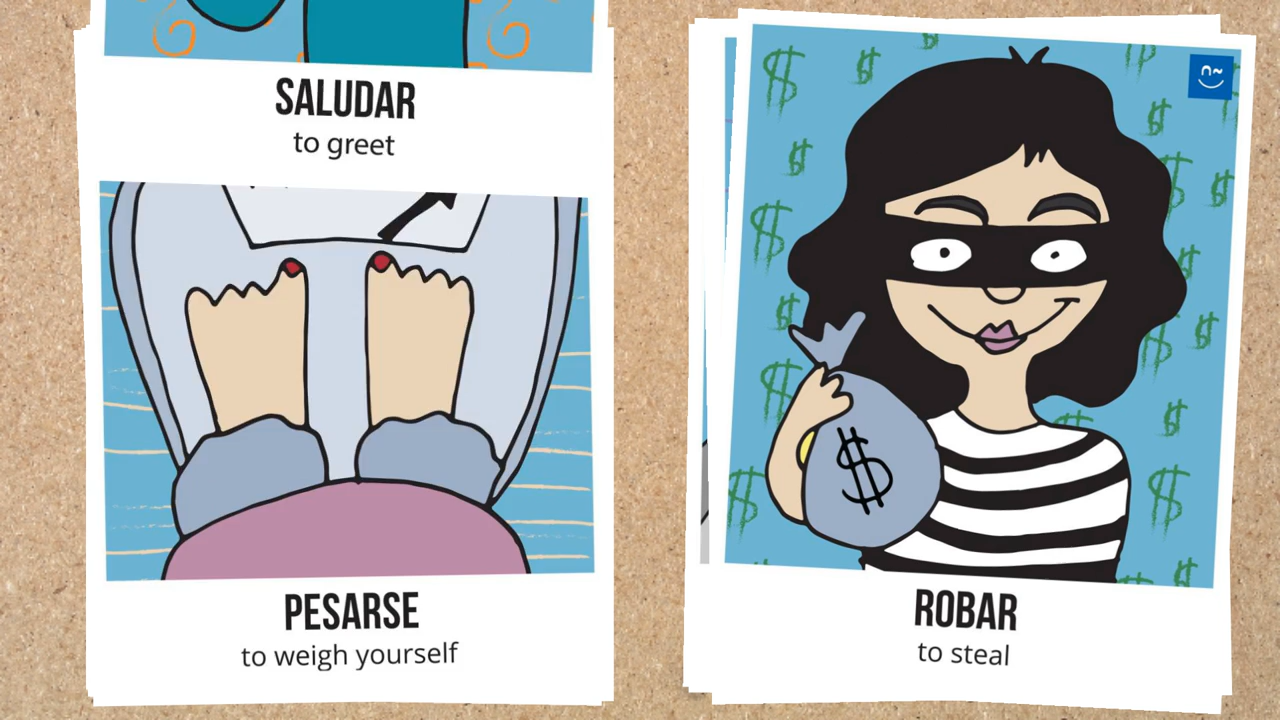 SALUDAR
to greet
PESARSE
to weigh yourself
$
ROBAR
to steal